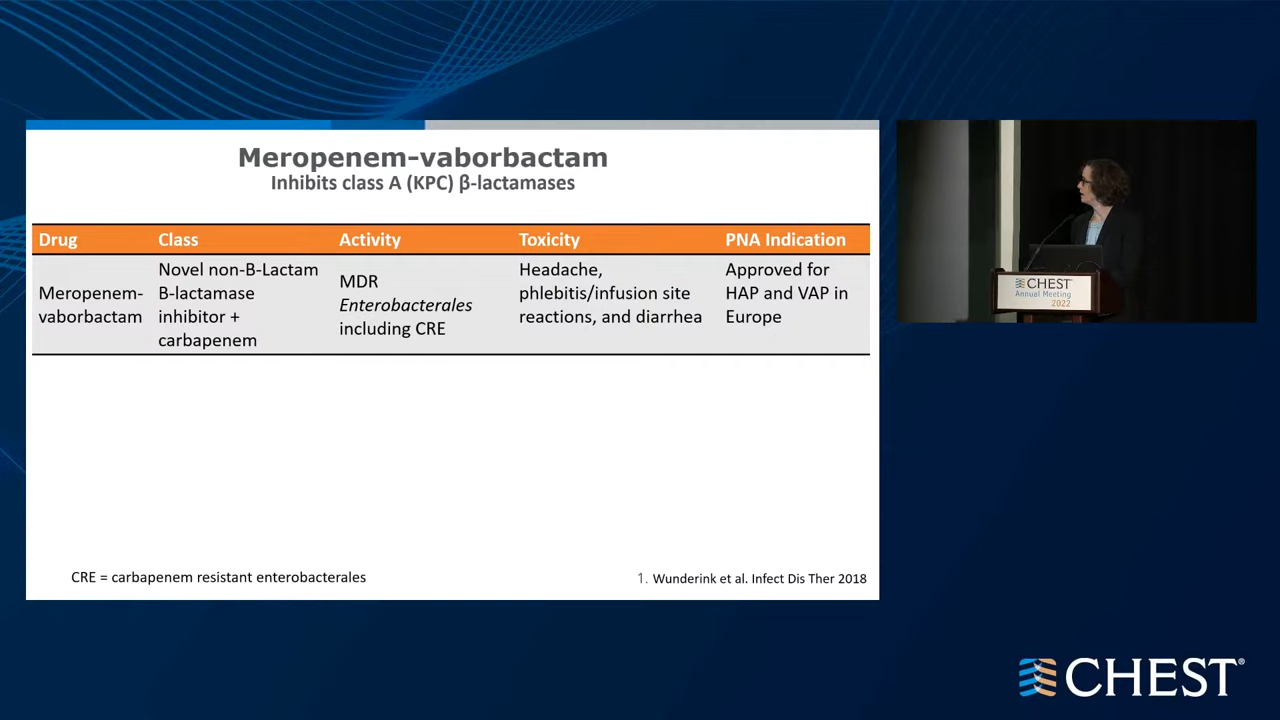 Meropenem-vaborbactam
Inhibits class A (KPC) β-lactamases
Drug
Class
Activity
Toxicity
PNA Indication
Meropenem-
vaborbactam
Novel non-B-Lactam
B-lactamase
inhibitor +
carbapenem
MDR
Enterobacterales
including CRE
Headache,
phlebitis/infusion site
reactions, and diarrhea
Approved for
HAP and VAP in
Europe
CRE = carbapenem resistant enterobacterales
1. Wunderink et al. Infect Dis Ther 2018
CHEST
Annual Meeting
2022
CHEST®